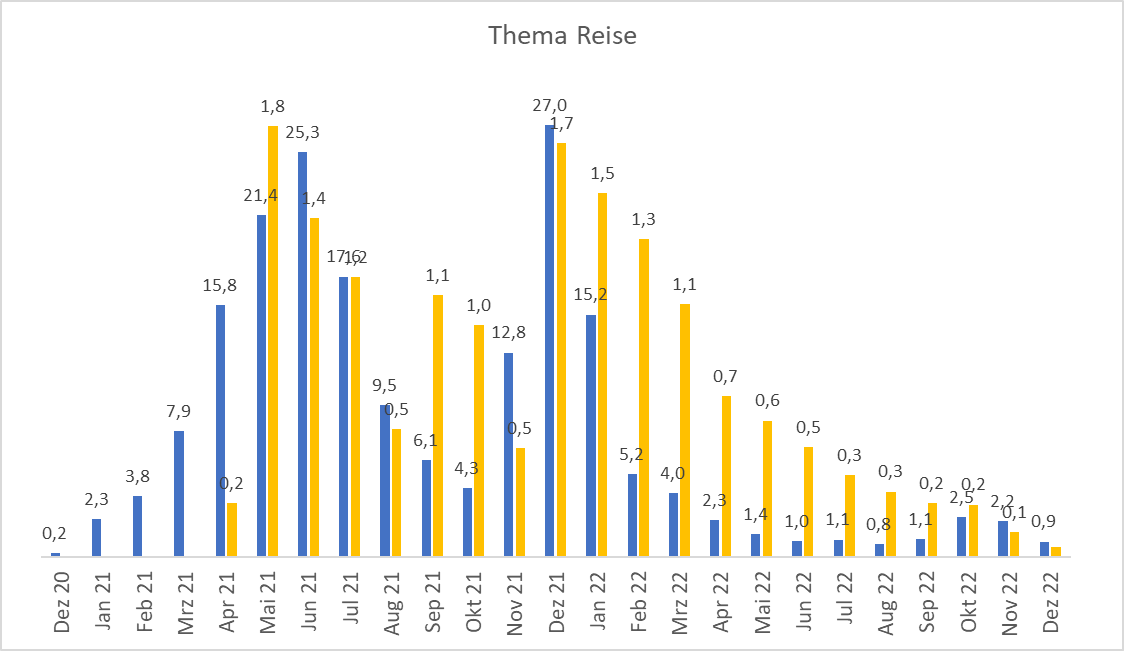 Thema Reise
0,2
2,3
3,8
7,9
15,8
0,2
21,4
1,8
25,3
1,4
17,6
1,2
9,5
0,5
6,1
1,1
4,3
1,0
12,8
0,5
27,0
1,7
15,2
1,5
5,2
1,3
4,0
1,1
2,3
0,7
1,4
0,6
1,0
0,5
1,1
0,3
0,8
0,3
1,1
0,2
2,5
0,2
2,2
0,1
0,9
Dez 20
Jan 21
Feb 21
Mrz 21
Apr 21
Mai 21
Jun 21
Jul 21
Aug 21
Sep 21
Okt 21
Nov 21
Dez 21
Jan 22
Feb 22
Mrz 22
Apr 22
Mai 22
Jun 22
Jul 22
Aug 22
Sep 22
Okt 22
Nov 22
Dez 22